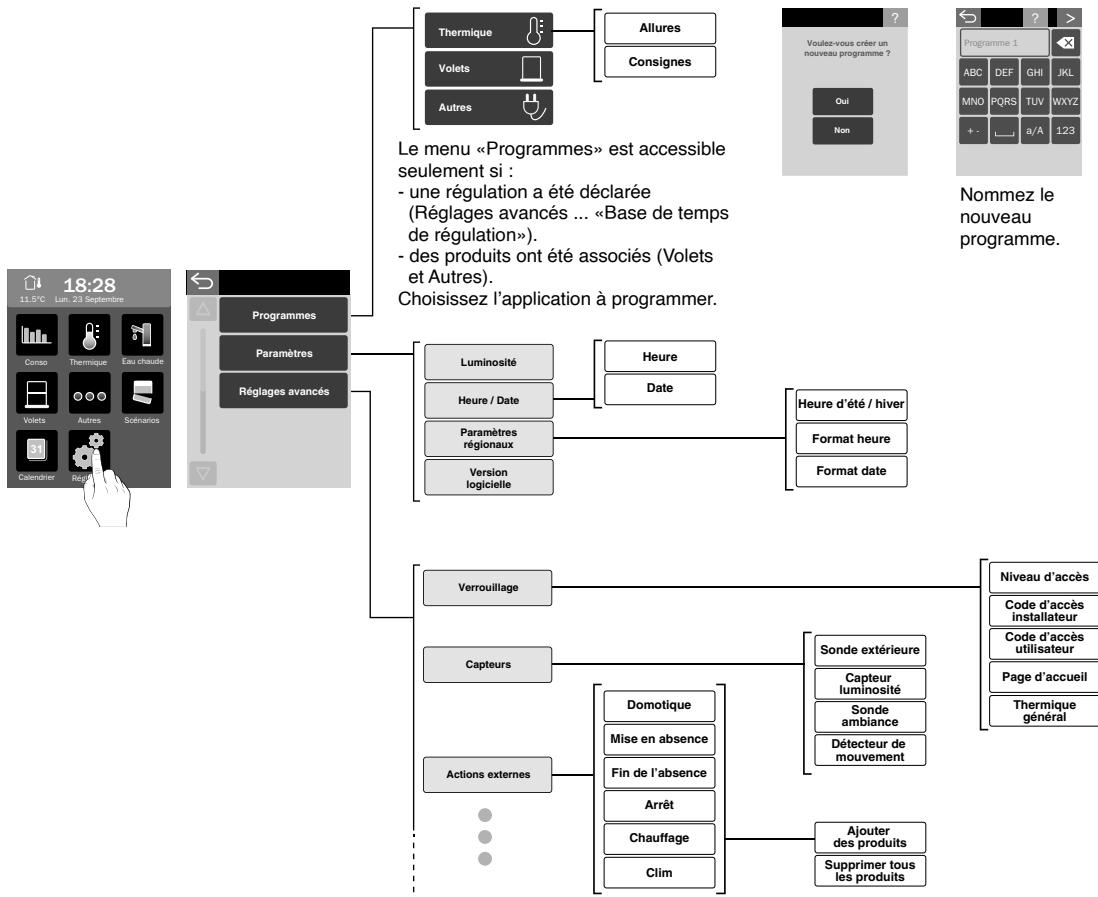 Thermique
Volets
Autres
Allures
Consignes
?
Voulez-vous créer un
nouveau programme ?
Oui
Non
? >
Programme 1
ABC DEF GHI JKL
MNO PQRS TUV WXYZ
+ - a/A 123
Le menu «Programmes» est accessible
seulement si :
- une régulation a été déclarée
(Réglages avancés ... «Base de temps
de régulation»).
- des produits ont été associés (Volets
et Autres).
Choisissez l'application à programmer.
Nommez le
nouveau
programme.
18:28
11.5°C Lun. 23 Septembre
Conso Thermique Eau chaude
Volets Autres Scénarios
31
Calendrier
Programmes
Paramètres
Réglages avancés
Luminosité
Heure / Date
Paramètres
régionaux
Version
logicielle
Heure
Date
Heure d'été / hiver
Format heure
Format date
Verrouillage
Capteurs
Actions externes
Niveau d'accès
Code d'accès
installateur
Code d'accès
utilisateur
Page d'accueil
Thermique
général
Sonde extérieure
Capteur
luminosité
Sonde
ambiance
Détecteur de
mouvement
Domotique
Mise en absence
Fin de l'absence
Arrêt
Chauffage
Clim
Ajouter
des produits
Supprimer tous
les produits